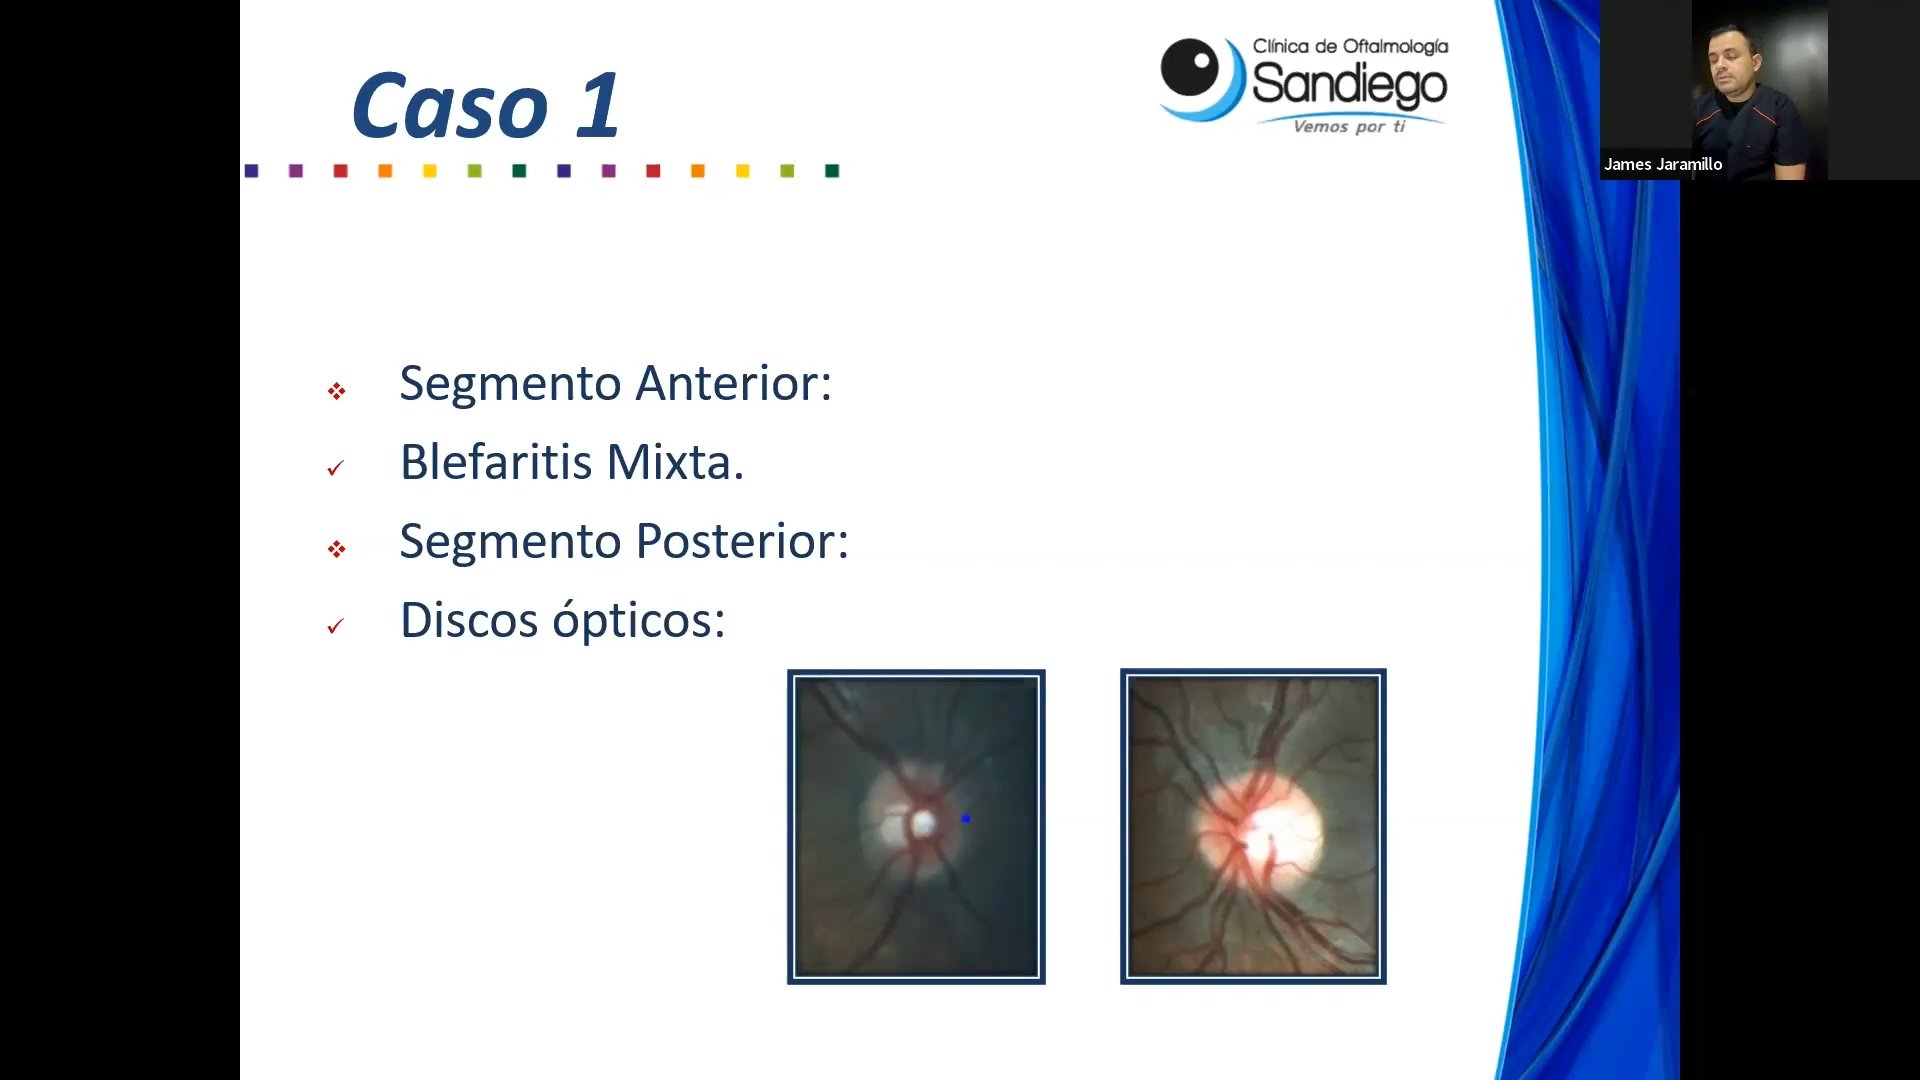 Caso 1
Clínica de Oftalmología
Sandiego
Vemos por ti
James Jaramillo
Segmento Anterior:
Blefaritis Mixta.
Segmento Posterior:
Discos ópticos: